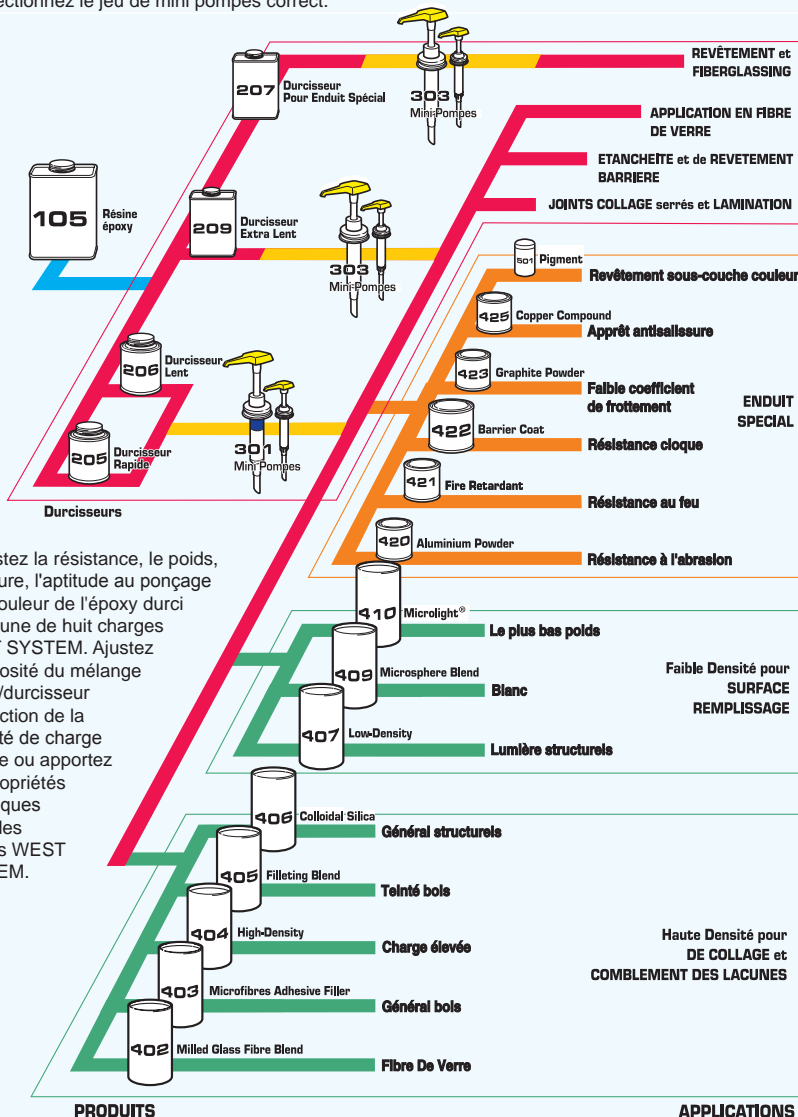 ectionnez le jeu de mini pompes correct.
207
Durcisseur
Pour Enduit Spécial
303
Mini-Pompes
REVÊTEMENT et
FIBERGLASSING
APPLICATION EN FIBRE
DE VERRE
ETANCHEITE et de REVETEMENT
BARRIERE
JOINTS COLLAGE serrés et LAMINATION
105
Résine
époxy
209
Durcisseur
Extra Lent
303
Mini-Pompes
206
Durcisseur
Lent
205
Durcisseur
Rapide
301
Mini Pompes
Durcisseurs
501 Pigment
Revêtement sous-couche couleur
425 Copper Compound
Apprêt antisalissure
423 Graphite Powder
Faible coefficient
de frottement
422 Barrier Coat
Résistance cloque
421 Fire Retardant
Résistance au feu
420 Aluminium Powder
Résistance à l'abrasion
ENDUIT
SPECIAL
stez la résistance, le poids,
ure, l'aptitude au ponçage
ouleur de l'époxy durci
une de huit charges
T SYSTEM. Ajustez
osité du mélange
/durcisseur
ction de la
té de charge
e ou apportez
opriétés
iques
les
s WEST
EM.
410 Microlight®
Le plus bas poids
409 Microsphere Blend
Blanc
407 Low-Density
Lumière structurels
Faible Densité pour
SURFACE
REMPLISSAGE
406 Colloidal Silica
Général structurels
405 Filleting Blend
Teinté bois
404 High-Density
Charge élevée
403 Microfibres Adhesive Filler
Général bois
402 Milled Glass Fibre Blend
Fibre De Verre
Haute Densité pour
DE COLLAGE et
COMBLEMENT DES LACUNES
PRODUITS
APPLICATIONS